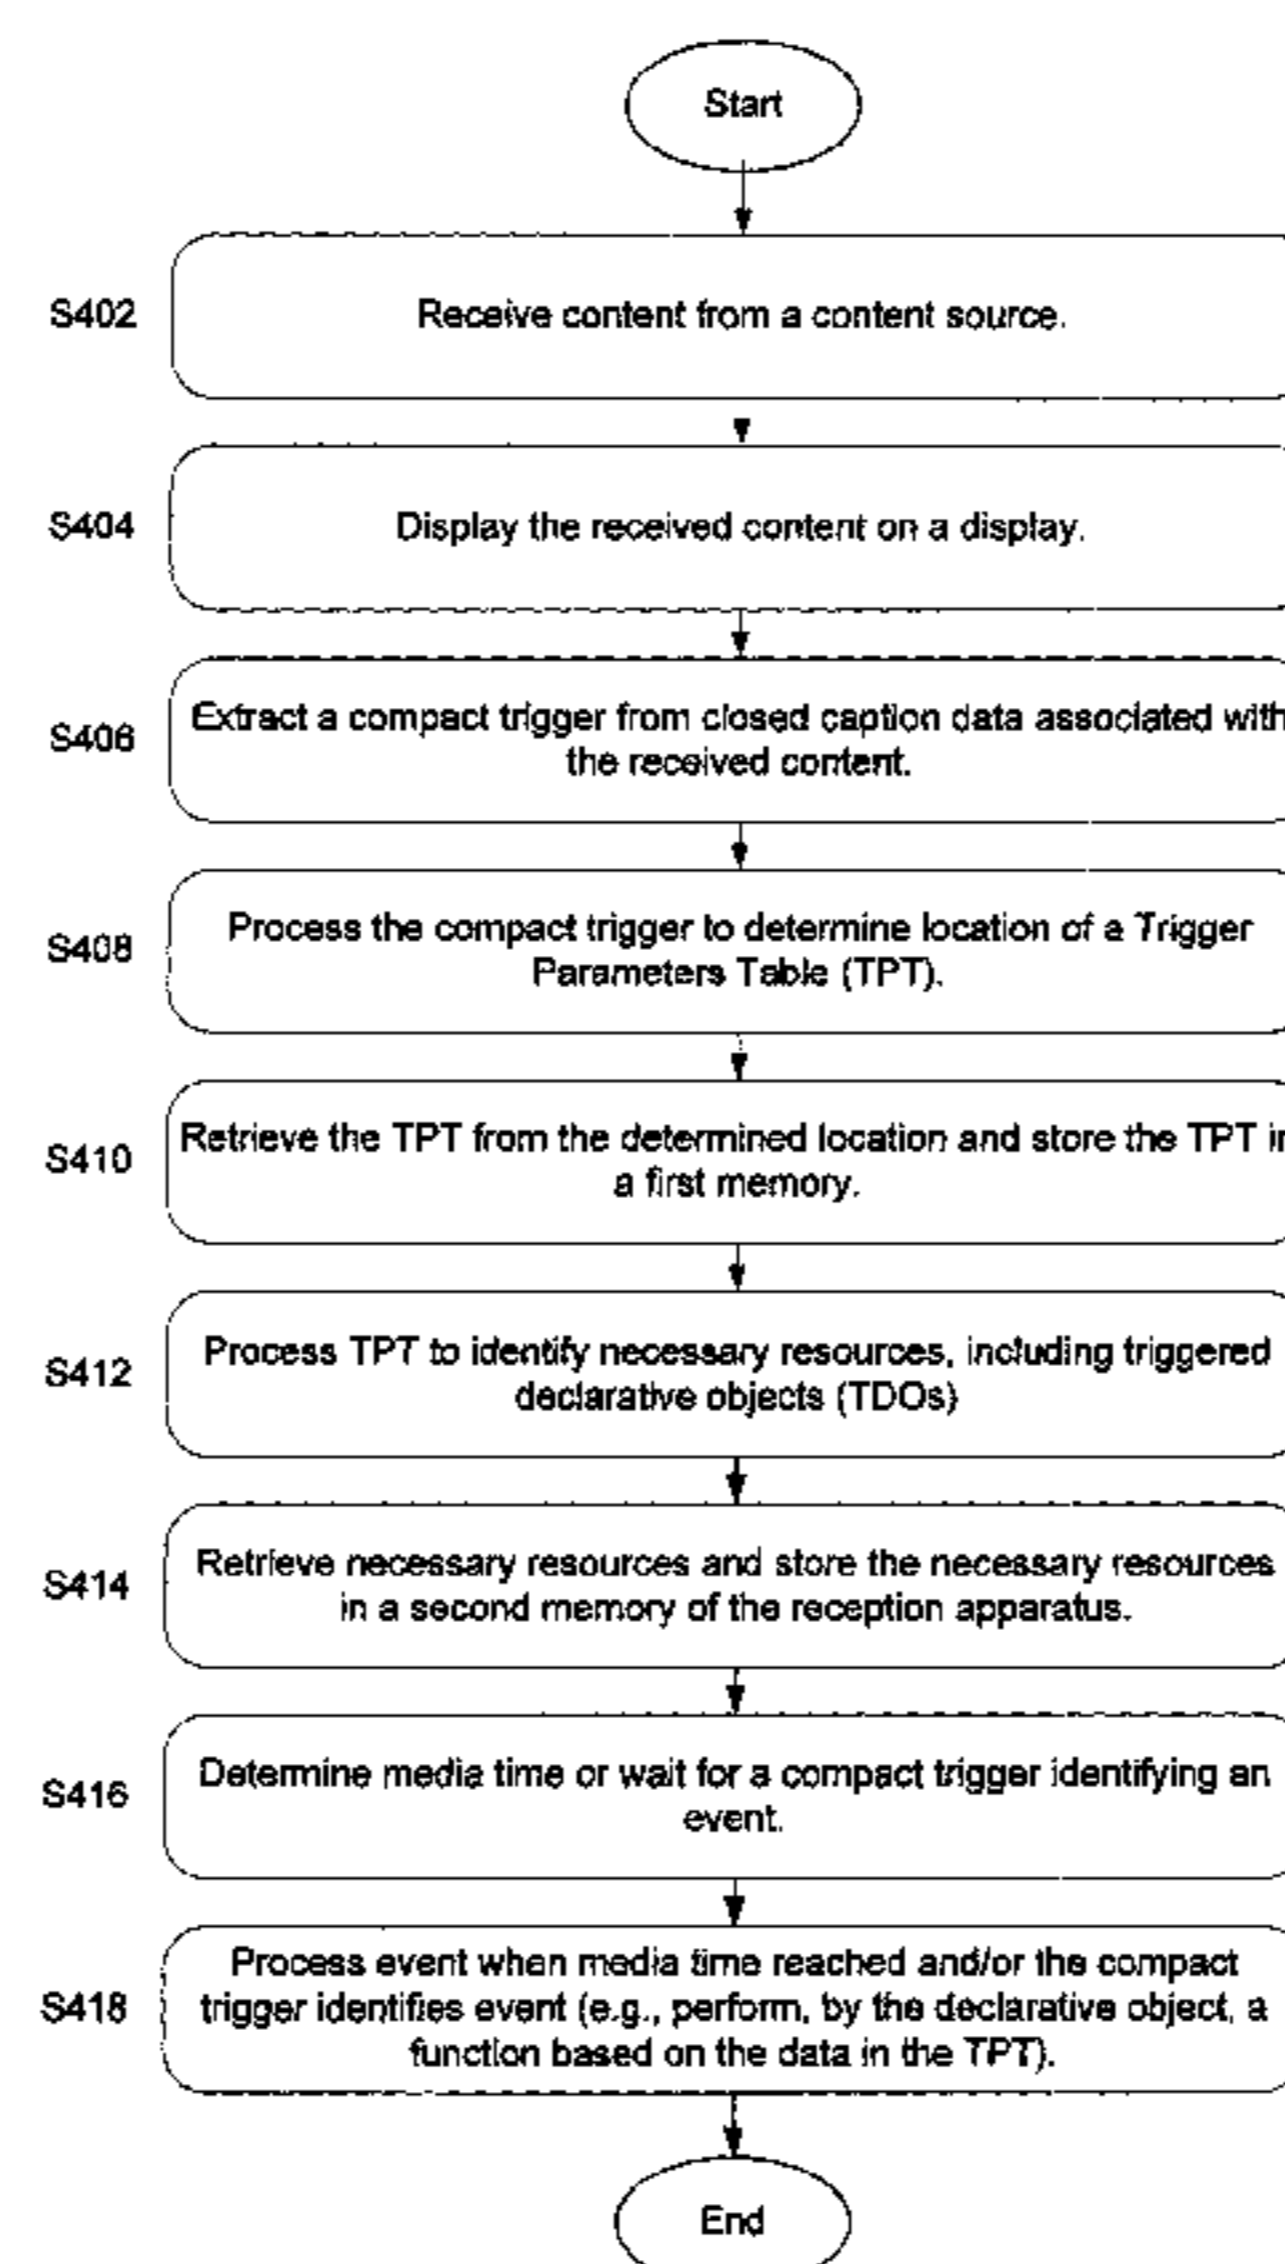 Start
S402
Receive content from a content source.
S404
Display the received content on a display.
S406
Extract a compact trigger from closed caption data associated with
the received content.
S408
Process the compact trigger to determine location of a Trigger
Parameters Table (TPT).
S410
Retrieve the TPT from the determined location and store the TPT in
a first memory.
S412
Process TPT to identify necessary resources, including triggered
declarative objects (TDOs)
S414
Retrieve necessary resources and store the necessary resources
in a second memory of the reception apparatus.
S416
Determine media time or wait for a compact trigger identifying an
event.
S418
Process event when media time reached and/or the compact
trigger identifies event (e.g., perform, by the declarative object, a
function based on the data in the TPT).
End